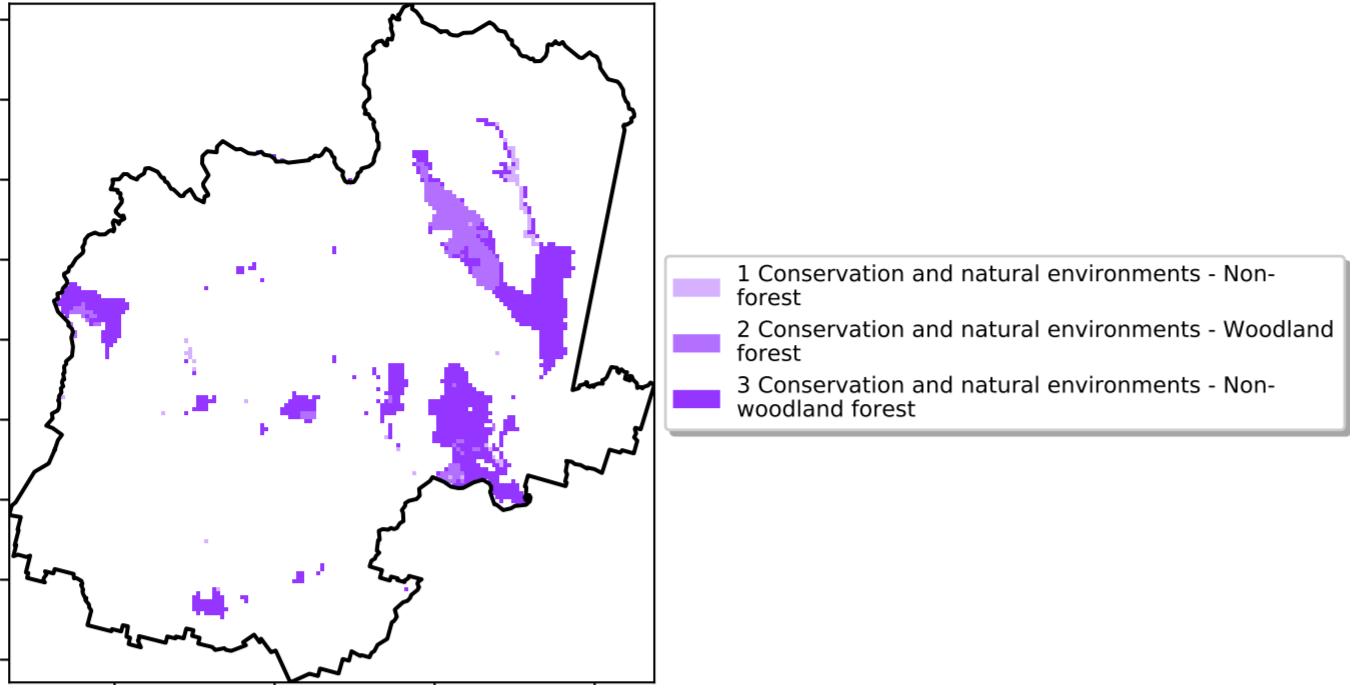 1 Conservation and natural environments - Non-
forest
2 Conservation and natural environments - Woodland
forest
3 Conservation and natural environments - Non-
woodland forest